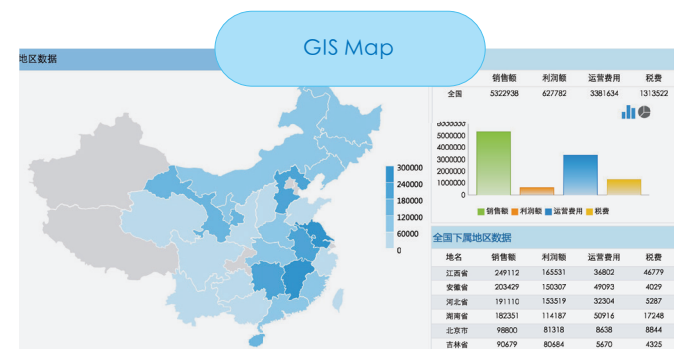 GIS Map
地区数据
销售额 利润额 运营费用 税费
全国 5322938 627782 3381634 1313522
5000000
4000000
3000000
2000000
1000000
0
销售额 利润额 运营费用 税费
300000
240000
180000
120000
60000
0
全国下属地区数据
地名 销售额 利润额 运营费用 税费
江西省 249112 165531 36802 46779
安徽省 203429 150307 49093 4029
河北省 191110 153519 32304 5287
湖南省 182351 114187 50916 17248
北京市 98800 81318 8638 8844
吉林省 90679 80684 5670 4325